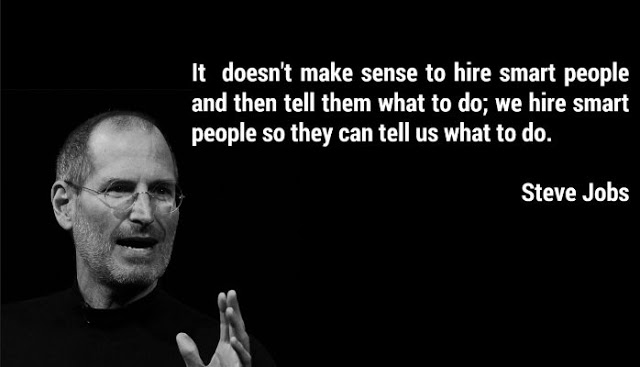 It doesn't make sense to hire smart people
and then tell them what to do; we hire smart
people so they can tell us what to do.
Steve Jobs